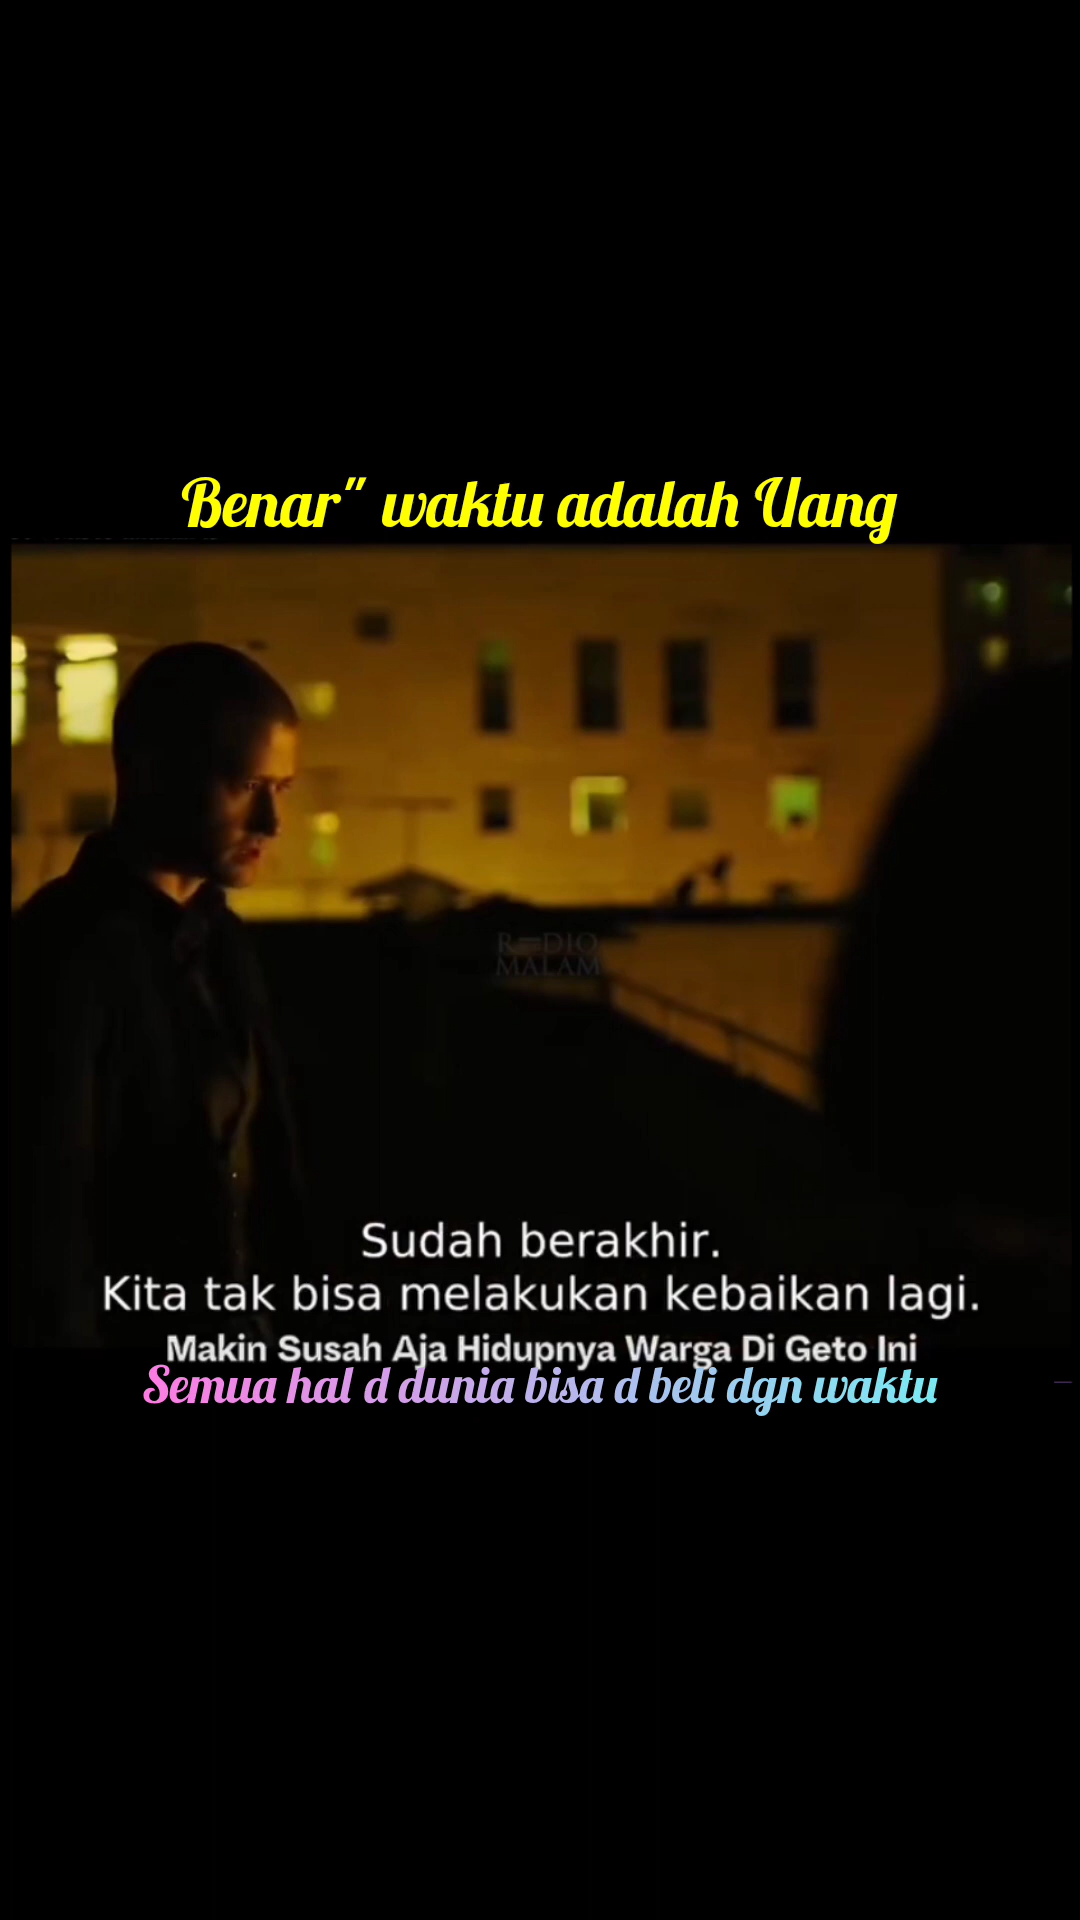 Benar" waktu adalah Uang
RADIO
MALAM
Sudah berakhir.
Kita tak bisa melakukan kebaikan lagi.
Makin Susah Aja Hidupnya Warga Di Geto Ini
Semua hal d dunia bisa d beli dgn waktu